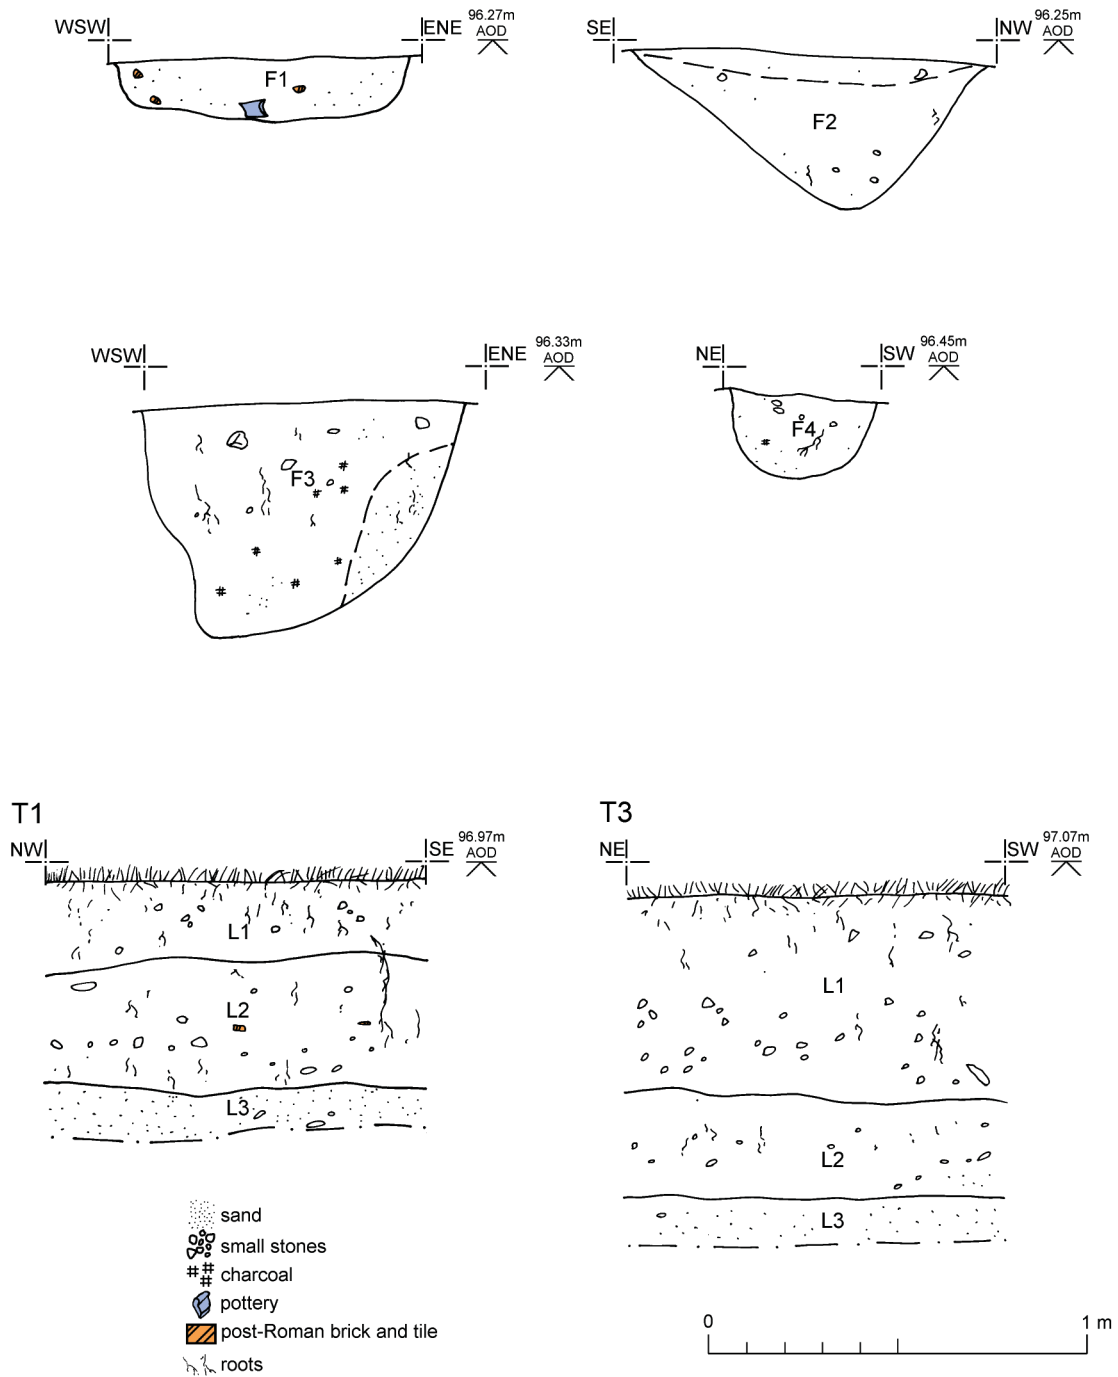 WSW
ENE
96.27m
AOD
F1
SE
NW
96.25m
AOD
F2
WSW
ENE
96.33m
AOD
F3
NE
SW
96.45m
AOD
F4
T1
NW
SE
96.97m
AOD
L1
L2
L3
T3
NE
SW
97.07m
AOD
L1
L2
L3
sand
small stones
charcoal
pottery
post-Roman brick and tile
roots
0
1 m